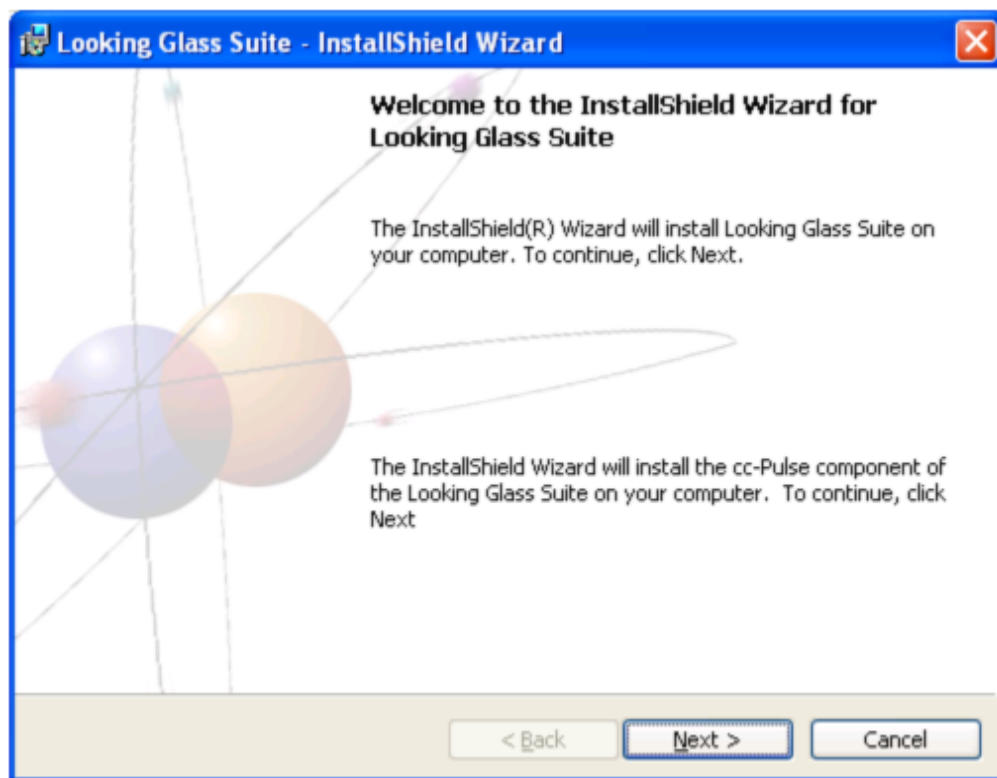 Looking Glass Suite - InstallShield Wizard
Welcome to the InstallShield Wizard for
Looking Glass Suite
The InstallShield(R) Wizard will install Looking Glass Suite on
your computer. To continue, click Next.
The InstallShield Wizard will install the cc-Pulse component of
the Looking Glass Suite on your computer.  To continue, click
Next
< Back
Next >
Cancel